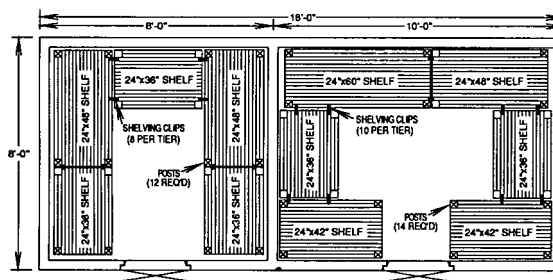 18'-0"
8'-0"
10'-0"
8'-0"
24"x48" SHELF
24"x36" SHELF
24"x48" SHELF
SHELVING CLIPS
(8 PER TIER)
POSTS
(12 REQ'D)
24"x36" SHELF
24"x36" SHELF
24"x60" SHELF
24"x48" SHELF
SHELVING CLIPS
(10 PER TIER)
24"x36" SHELF
24"x36" SHELF
POSTS
(14 REQ'D)
24"x42" SHELF
24"x42" SHELF